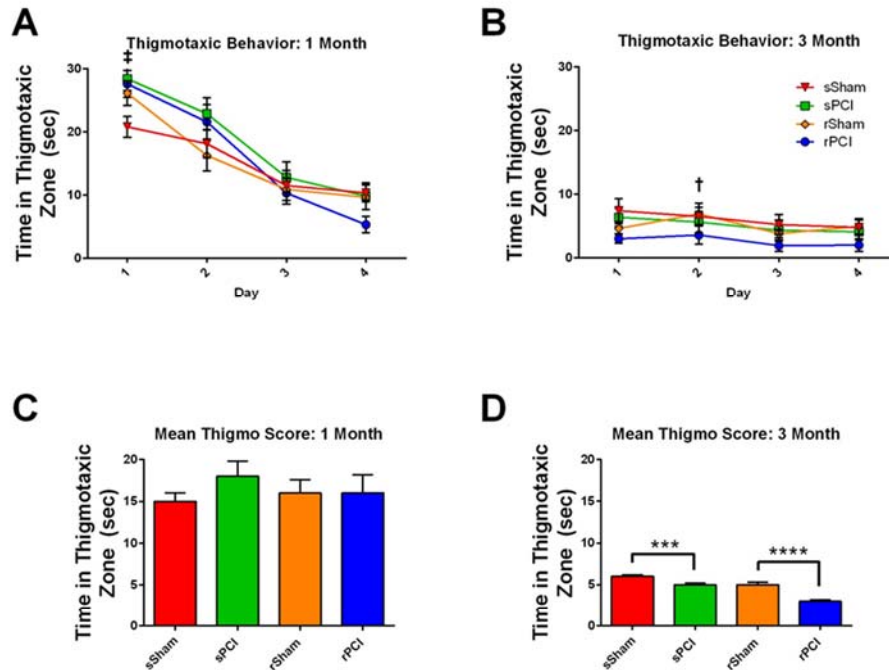 A
Thigmotaxic Behavior: 1 Month
‡
Time in Thigmotaxic
Zone (sec)
30
20
10
0
1
2
3
4
Day
B
Thigmotaxic Behavior: 3 Month
Time in Thigmotaxic
Zone (sec)
30
20
10
0
†
sSham
sPCI
rSham
rPCI
1
2
3
4
Day
C
Mean Thigmo Score: 1 Month
Time in Thigmotaxic
Zone (sec)
20
15
10
5
0
sSham
sPCI
rSham
rPCI
D
Mean Thigmo Score: 3 Month
Time in Thigmotaxic
Zone (sec)
20
15
10
5
0
***
****
sSham
sPCI
rSham
rPCI